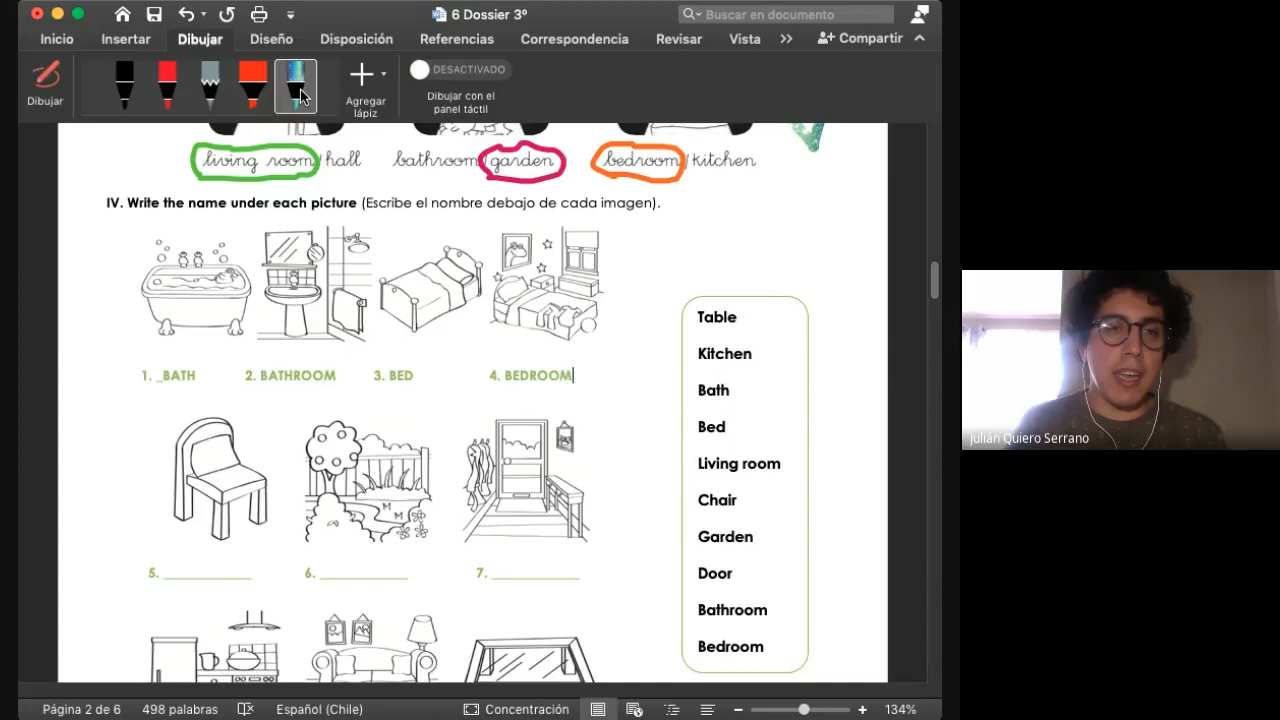 6 Dossier 3º
Buscar en documento
Inicio Insertar Dibujar Diseño Disposición Referencias Correspondencia Revisar Vista Compartir
Dibujar
Agregar lápiz
DESACTIVADO
Dibujar con el panel táctil
living room/hall bathroom/garden bedroom/kitchen
IV. Write the name under each picture (Escribe el nombre debajo de cada imagen).
1. _BATH 2. BATHROOM 3. BED 4. BEDROOM
5. ______________ 6. ______________ 7. ______________
Table
Kitchen
Bath
Bed
Living room
Chair
Garden
Door
Bathroom
Bedroom
Julián Quiero Serrano
Página 2 de 6 498 palabras Español (Chile) Concentración 134%